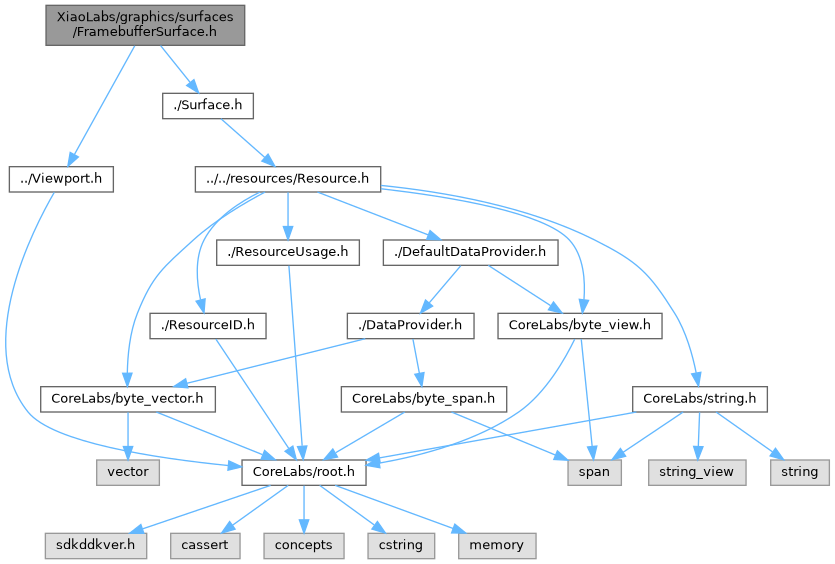 XiaoLabs/graphics/surfaces
/FramebufferSurface.h
./Surface.h
../Viewport.h
../../resources/Resource.h
./ResourceUsage.h
./DefaultDataProvider.h
./ResourceID.h
./DataProvider.h
CoreLabs/byte_view.h
CoreLabs/byte_vector.h
CoreLabs/byte_span.h
CoreLabs/string.h
vector
CoreLabs/root.h
span
string_view
string
sdkddkver.h
cassert
concepts
cstring
memory